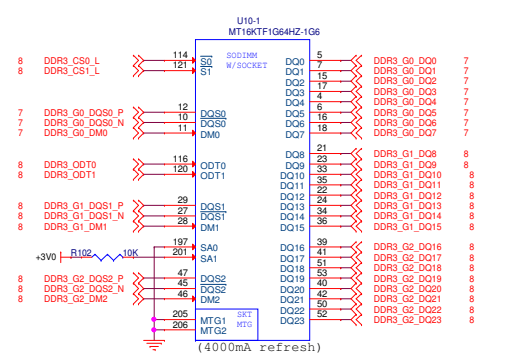 U10-1
MT16KTF1G64HZ-1G6
SODIMM
W/SOCKET
8 DDR3_CS0_L 114 S0 DQ0 5 DDR3_G0_DQ0 7
8 DDR3_CS1_L 121 S1 DQ1 7 DDR3_G0_DQ1 7
DQ2 15 DDR3_G0_DQ2 7
DQ3 17 DDR3_G0_DQ3 7
DQ4 4 DDR3_G0_DQ4 7
7 DDR3_G0_DQS0_P 12 DQS0 DQ5 6 DDR3_G0_DQ5 7
7 DDR3_G0_DQS0_N 10 DQS0 DQ6 16 DDR3_G0_DQ6 7
7 DDR3_G0_DM0 11 DM0 DQ7 18 DDR3_G0_DQ7 7
DQ8 21 DDR3_G1_DQ8 8
8 DDR3_ODT0 116 ODT0 DQ9 23 DDR3_G1_DQ9 8
8 DDR3_ODT1 120 ODT1 DQ10 33 DDR3_G1_DQ10 8
DQ11 35 DDR3_G1_DQ11 8
DQ12 22 DDR3_G1_DQ12 8
8 DDR3_G1_DQS1_P 29 DQS1 DQ13 24 DDR3_G1_DQ13 8
8 DDR3_G1_DQS1_N 27 DQS1 DQ14 34 DDR3_G1_DQ14 8
8 DDR3_G1_DM1 28 DM1 DQ15 36 DDR3_G1_DQ15 8
197 SA0 DQ16 39 DDR3_G2_DQ16 8
+3V0 R102 10K 201 SA1 DQ17 41 DDR3_G2_DQ17 8
DQ18 51 DDR3_G2_DQ18 8
8 DDR3_G2_DQS2_P 47 DQS2 DQ19 53 DDR3_G2_DQ19 8
8 DDR3_G2_DQS2_N 45 DQS2 DQ20 40 DDR3_G2_DQ20 8
8 DDR3_G2_DM2 46 DM2 DQ21 42 DDR3_G2_DQ21 8
DQ22 50 DDR3_G2_DQ22 8
205 MTG1 SKT DQ23 52 DDR3_G2_DQ23 8
206 MTG2 MTG
(4000mA refresh)